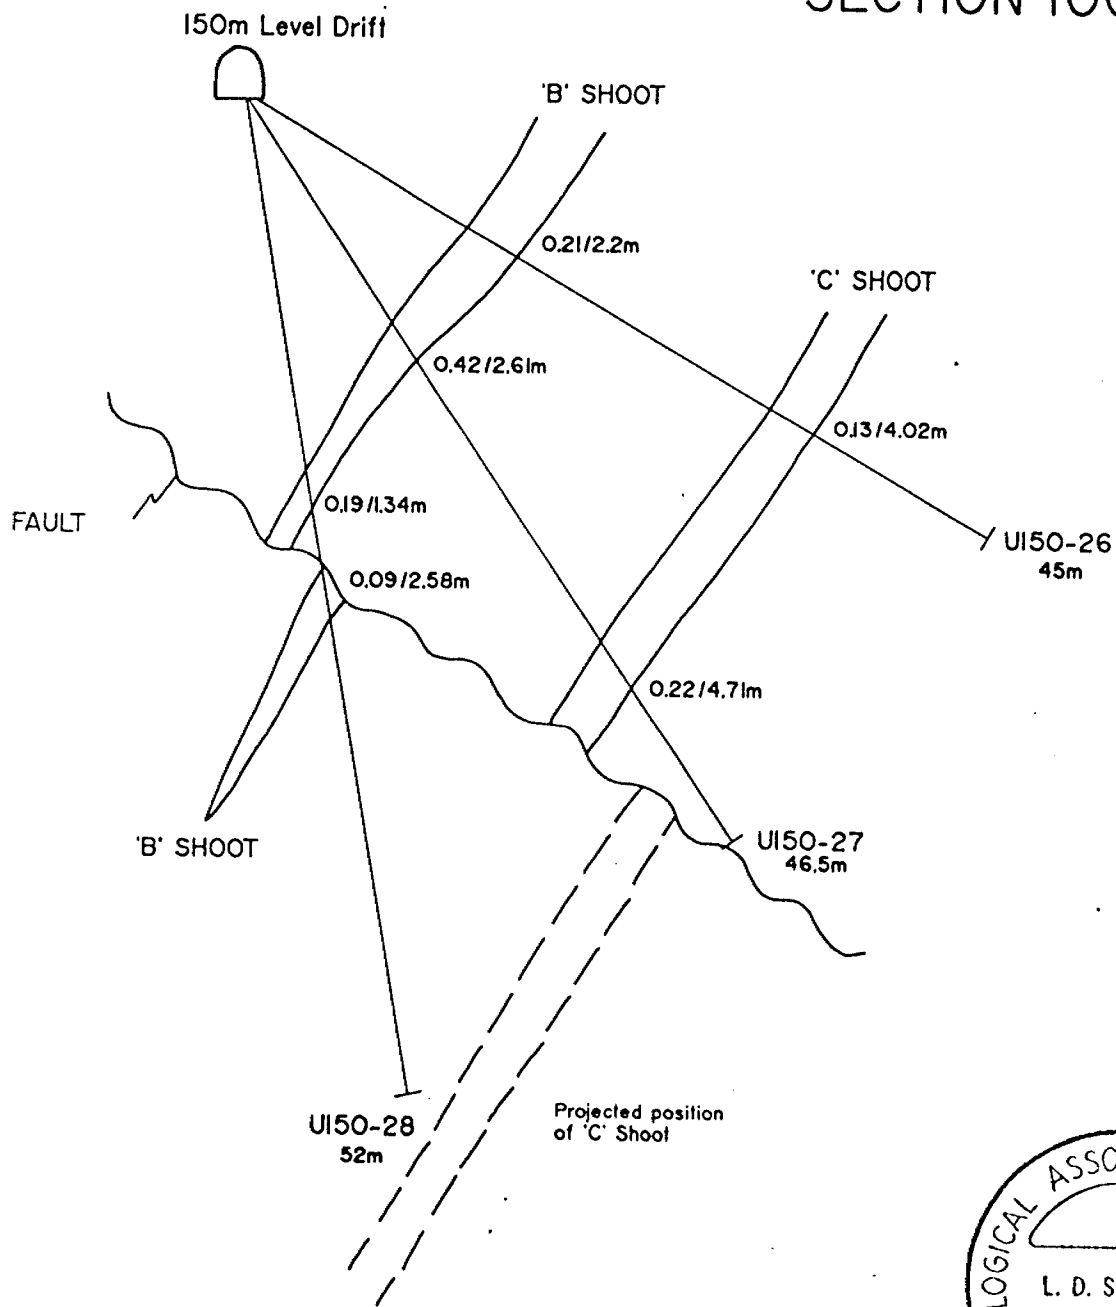 SECTION
150m Level Drift
'B' SHOOT
0.21/2.2m
'C' SHOOT
0.42/2.61m
0.13/4.02m
0.19/1.34m
FAULT
U150-26
45m
0.09/2.58m
0.22/4.71m
'B' SHOOT
U150-27
46.5m
U150-28
52m
Projected position
of 'C' Shoot
L. D. S